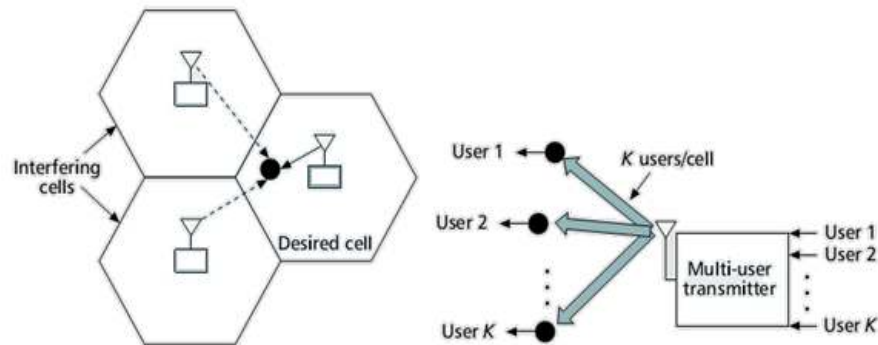 Interfering
cells
Desired cell
User 1
K users/cell
User 2
User K
Multi-user
transmitter
User 1
User 2
User K